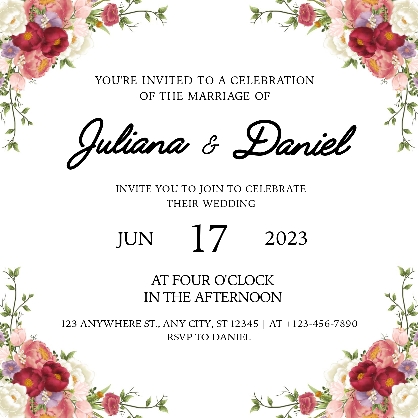 YOU'RE INVITED TO A CELEBRATION
OF THE MARRIAGE OF
Juliana & Daniel
INVITE YOU TO JOIN TO CELEBRATE
THEIR WEDDING
JUN 17 2023
AT FOUR O'CLOCK
IN THE AFTERNOON
123 ANYWHERE ST., ANY CITY, ST 12345 | AT +123-456-7890
RSVP TO DANIEL